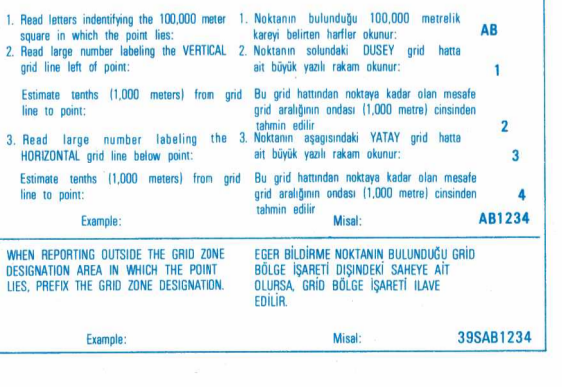 1. Read letters indentifying the 100,000 meter
square in which the point lies:
1. Noktanın bulunduğu 100,000 metrelik
kareyi belirten harfler okunur:
AB
2. Read large number labeling the VERTICAL
grid line left of point:
2. Noktanın solundaki DUSEY grid hatta
ait büyük yazılı rakam okunur:
1
Estimate tenths (1,000 meters) from grid
line to point:
Bu grid hattından noktaya kadar olan mesafe
grid aralığının ondası (1,000 metre) cinsinden
tahmin edilir
2
3. Read large number labeling the
HORIZONTAL grid line below point:
3. Noktanın aşagısındaki YATAY grid hatta
ait büyük yazılı rakam okunur:
3
Estimate tenths (1,000 meters) from grid
line to point:
Bu grid hattından noktaya kadar olan mesafe
grid aralığının ondası (1,000 metre) cinsinden
tahmin edilir
4
Example:
Misal:
AB1234
WHEN REPORTING OUTSIDE THE GRID ZONE
DESIGNATION AREA IN WHICH THE POINT
LIES, PREFIX THE GRID ZONE DESIGNATION.
EGER BİLDİRME NOKTANIN BULUNDUĞU GRİD
BÖLGE İŞARETİ DIŞINDEKİ SAHEYE AİT
OLURSA, GRİD BÖLGE İŞARETİ ILAVE
EDİLİR.
Example:
Misal:
39SAB1234